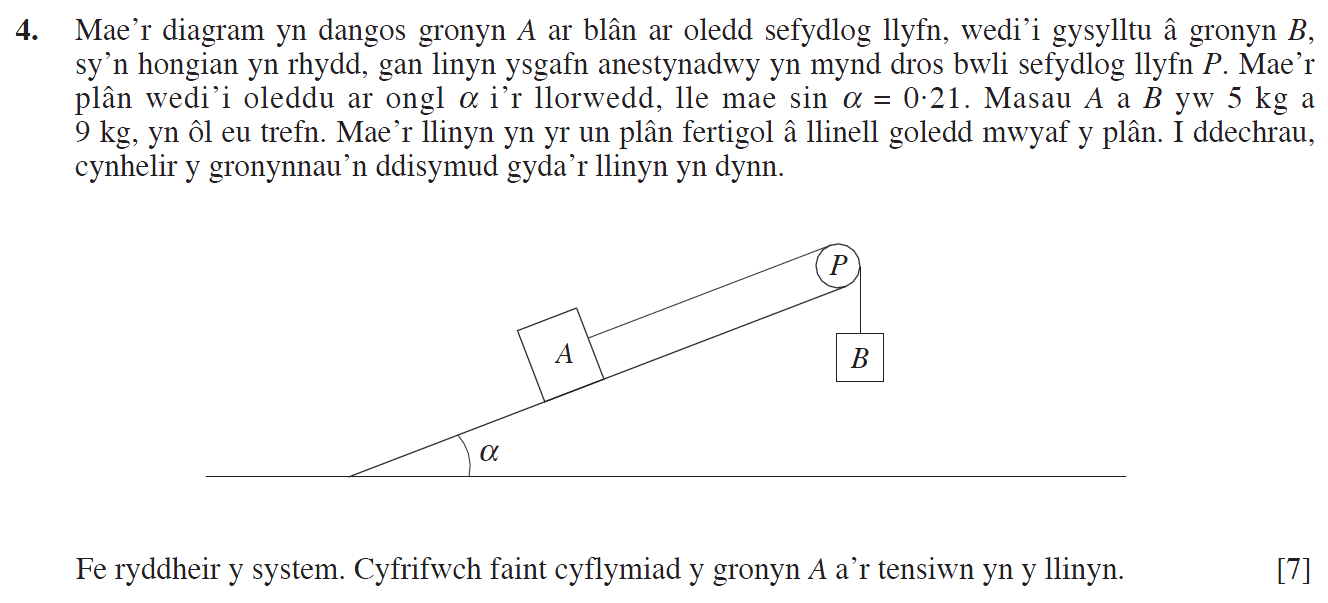 4. Mae'r diagram yn dangos gronyn A ar blân ar oledd sefydlog llyfn, wedi'i gysylltu â gronyn B,
sy'n hongian yn rhydd, gan linyn ysgafn anestynadwy yn mynd dros bwli sefydlog llyfn P. Mae'r
plân wedi'i oleddu ar ongl α i'r llorwedd, lle mae sin α = 0·21. Masau A a B yw 5 kg a
9 kg, yn ôl eu trefn. Mae'r llinyn yn yr un plân fertigol â llinell goledd mwyaf y plân. I ddechrau,
cynhelir y gronynnau'n ddisymud gyda'r llinyn yn dynn.
P
A
B
α
Fe ryddheir y system. Cyfrifwch faint cyflymiad y gronyn A a'r tensiwn yn y llinyn. [7]